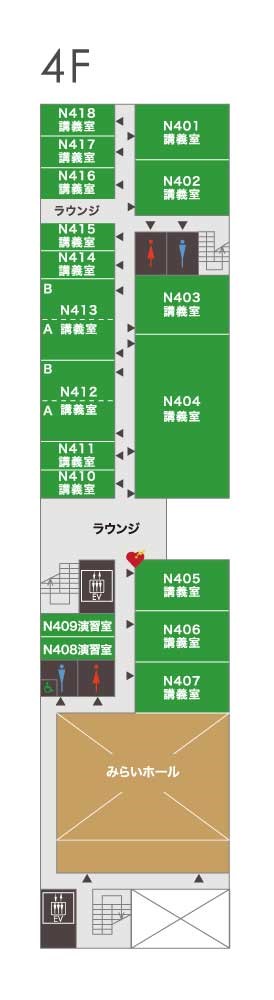 4F
N418
講義室
N401
講義室
N417
講義室
N416
講義室
N402
講義室
ラウンジ
N415
講義室
N414
講義室
B
N403
講義室
N413
A 講義室
B
N412
A 講義室
N404
講義室
N411
講義室
N410
講義室
ラウンジ
EV
N405
講義室
N409演習室
N406
講義室
N408演習室
N407
講義室
みらいホール
EV